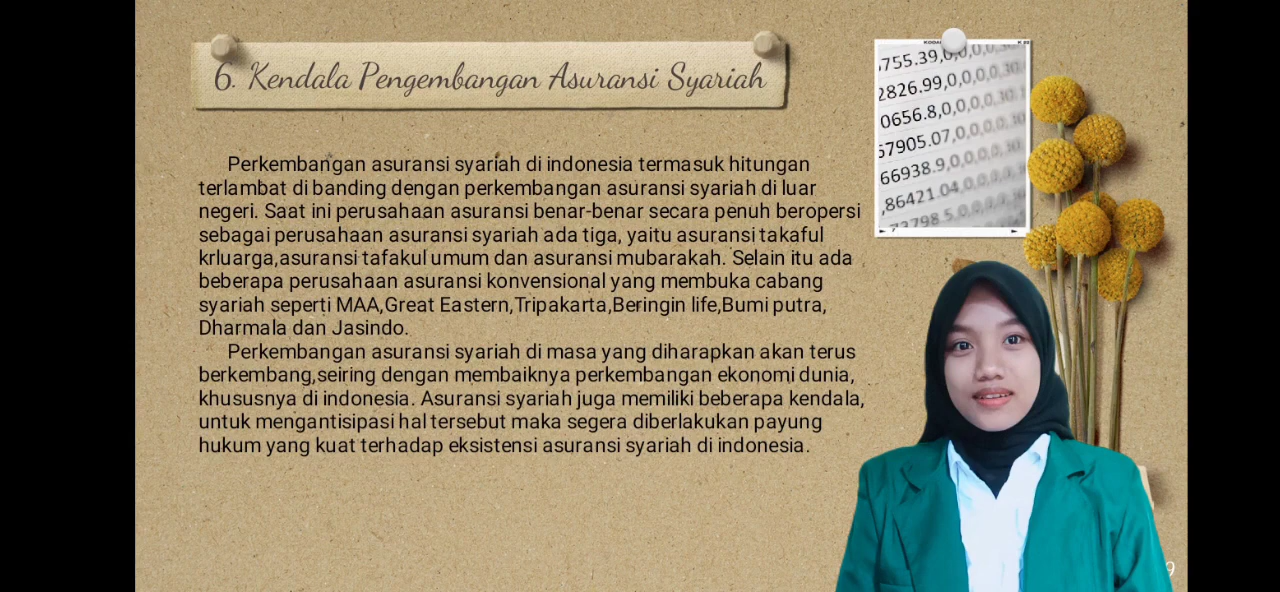 6. Kendala Pengembangan Asuransi Syariah
Perkembangan asuransi syariah di indonesia termasuk hitungan
terlambat di banding dengan perkembangan asuransi syariah di luar
negeri. Saat ini perusahaan asuransi benar-benar secara penuh beropersi
sebagai perusahaan asuransi syariah ada tiga, yaitu asuransi takaful
krluarga,asuransi tafakul umum dan asuransi mubarakah. Selain itu ada
beberapa perusahaan asuransi konvensional yang membuka cabang
syariah seperti MAA,Great Eastern,Tripakarta,Beringin life,Bumi putra,
Dharmala dan Jasindo.
Perkembangan asuransi syariah di masa yang diharapkan akan terus
berkembang,seiring dengan membaiknya perkembangan ekonomi dunia,
khususnya di indonesia. Asuransi syariah juga memiliki beberapa kendala,
untuk mengantisipasi hal tersebut maka segera diberlakukan payung
hukum yang kuat terhadap eksistensi asuransi syariah di indonesia.
755.39,0,0,0,0,30
2826.99,0,0,0,0,30
0656.8,0,0,0,0,30
67905.07,0,0,0,0,30
66938.9,0,0,0,0,30
,86421.04,0,0,0,0,30
9